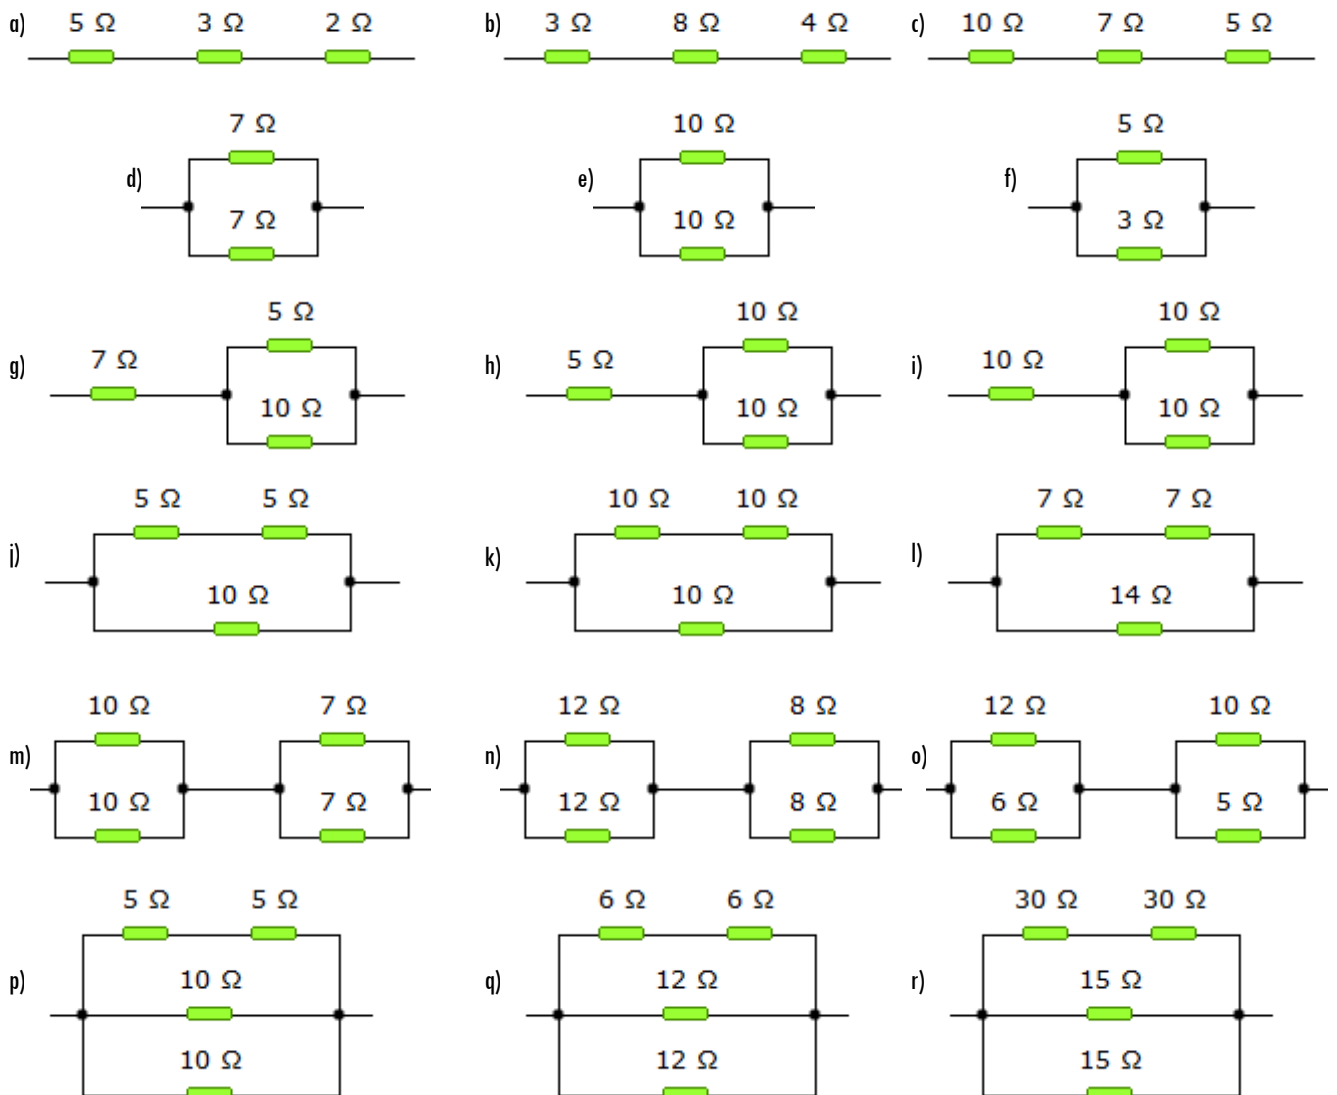 a) 5 Ω 3 Ω 2 Ω b) 3 Ω 8 Ω 4 Ω c) 10 Ω 7 Ω 5 Ω
7 Ω 10 Ω 5 Ω
d) e) f)
7 Ω 10 Ω 3 Ω
5 Ω 10 Ω 10 Ω
g) 7 Ω h) 5 Ω i) 10 Ω
10 Ω 10 Ω 10 Ω
5 Ω 5 Ω 10 Ω 10 Ω 7 Ω 7 Ω
j) k) l)
10 Ω 10 Ω 14 Ω
10 Ω 7 Ω 12 Ω 8 Ω 12 Ω 10 Ω
m) n) o)
10 Ω 7 Ω 12 Ω 8 Ω 6 Ω 5 Ω
5 Ω 5 Ω 6 Ω 6 Ω 30 Ω 30 Ω
p) 10 Ω q) 12 Ω r) 15 Ω
10 Ω 12 Ω 15 Ω